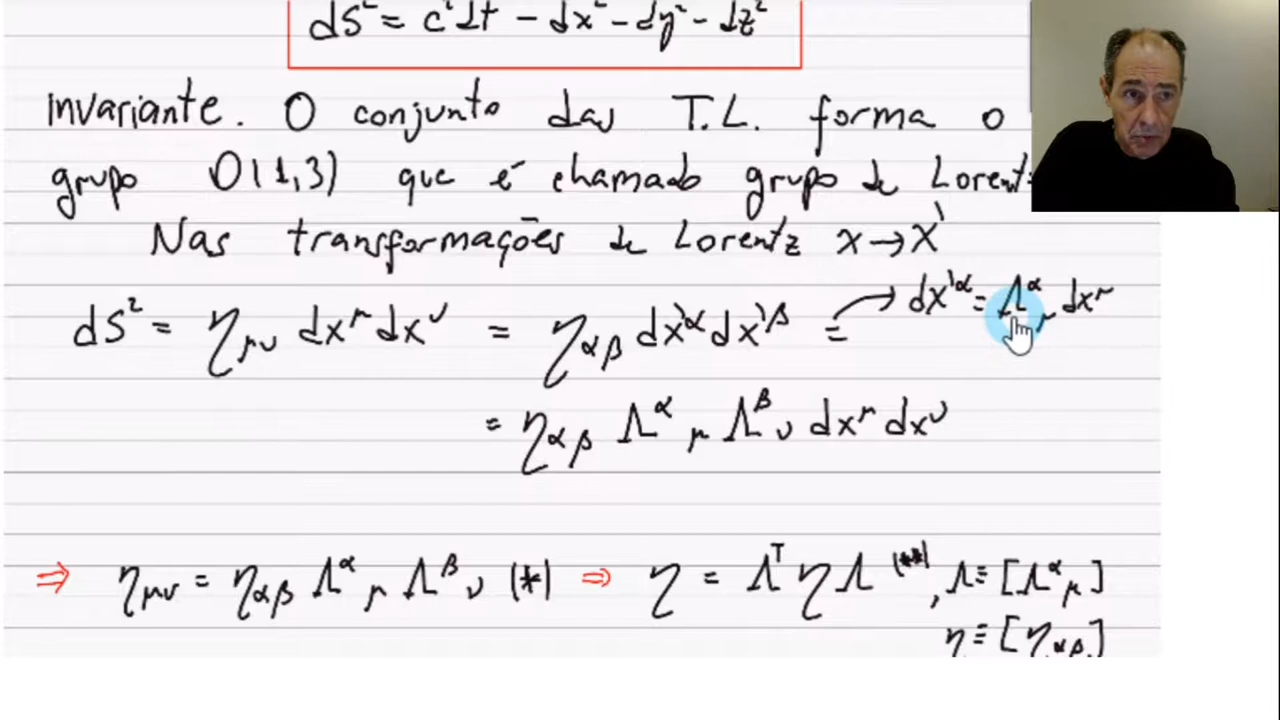 dS² = c²dt² - dx² - dy² - dz²
invariante. O conjunto das T.L. forma o
grupo O(1,3) que é chamado grupo de Lorentz
Nas transformações de Lorentz x → x'
dS² = η_μν dx^μ dx^ν = η_αβ dx'^α dx'^β = → dx'^α = Λ^α_μ dx^μ
= η_αβ Λ^α_μ Λ^β_ν dx^μ dx^ν
⇒ η_μν = η_αβ Λ^α_μ Λ^β_ν (*) ⇒ η = Λ^T η Λ (**), Λ ≡ [Λ^α_μ]
η ≡ [η_αβ]